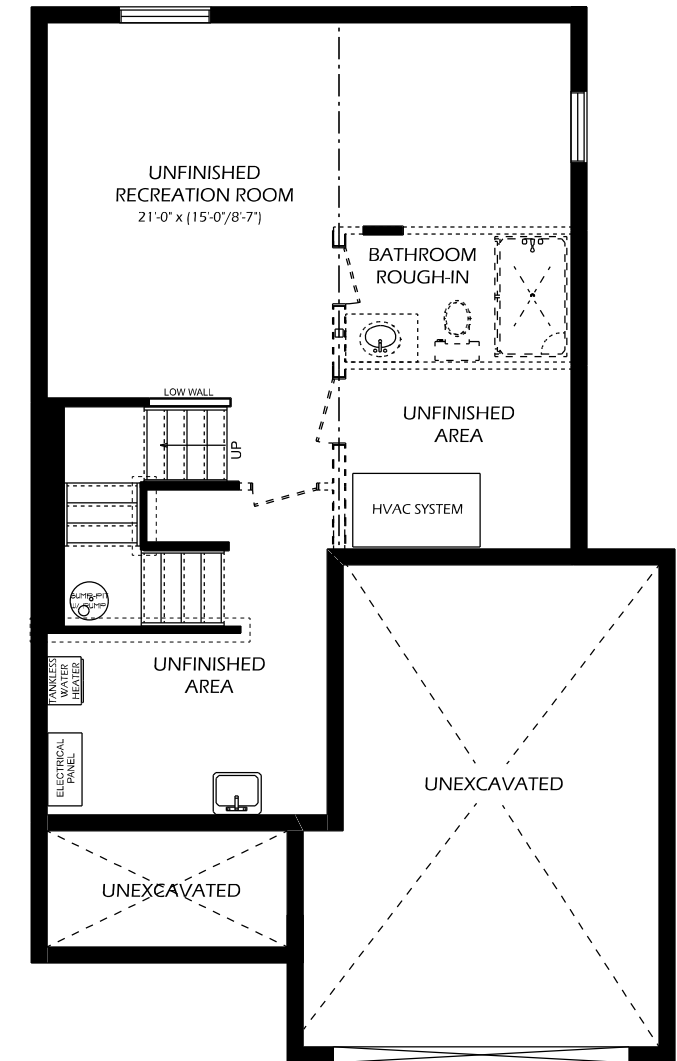 UNFINISHED
RECREATION ROOM
21'-0" x (15'-0"/8'-7")
BATHROOM
ROUGH-IN
LOW WALL
UP
UNFINISHED
AREA
HVAC SYSTEM
SUMP-PIT
W/ PUMP
UNFINISHED
AREA
TANKLESS
WATER
HEATER
ELECTRICAL
PANEL
UNEXCAVATED
UNEXCAVATED